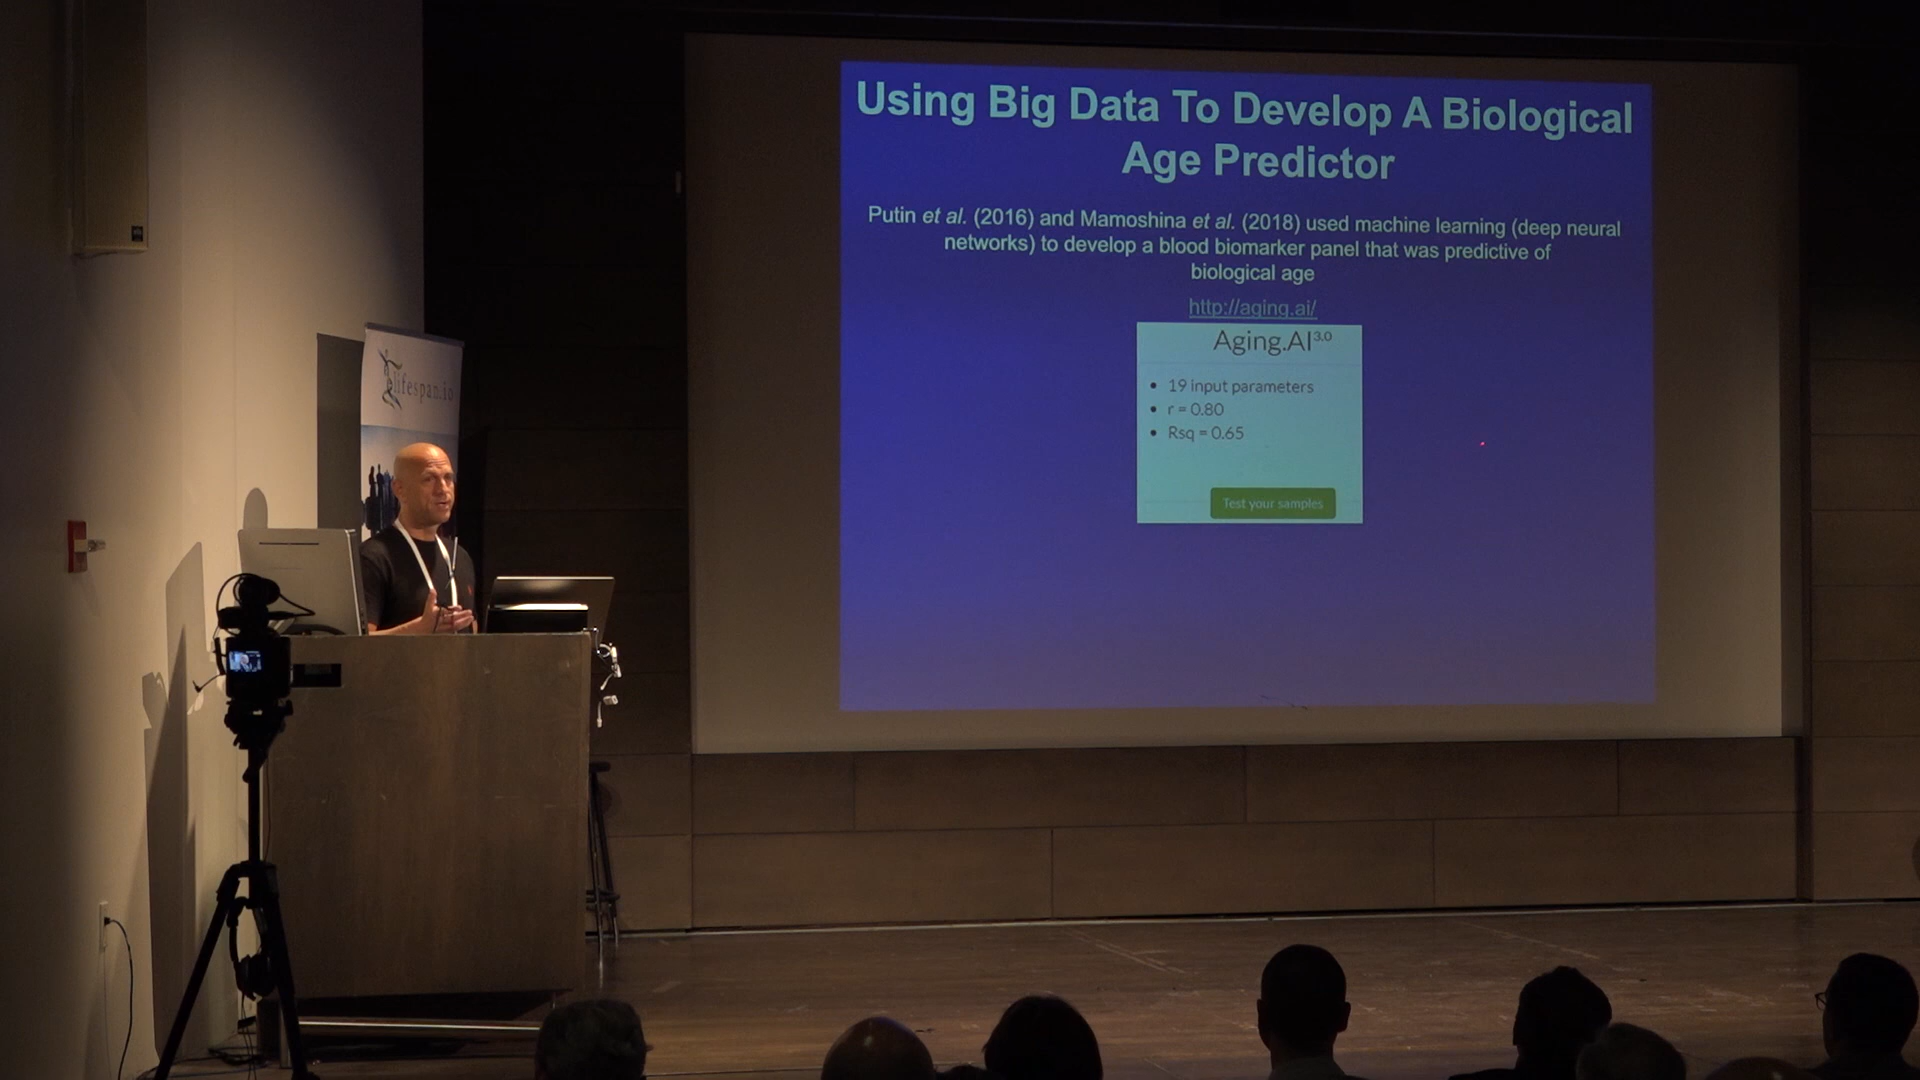 Using Big Data To Develop A Biological
Age Predictor
Putin et al. (2016) and Mamoshina et al. (2018) used machine learning (deep neural
networks) to develop a blood biomarker panel that was predictive of
biological age
http://aging.ai/
Aging.AI3.0
• 19 input parameters
• r = 0.80
• Rsq = 0.65
Test your samples
lifespan.io